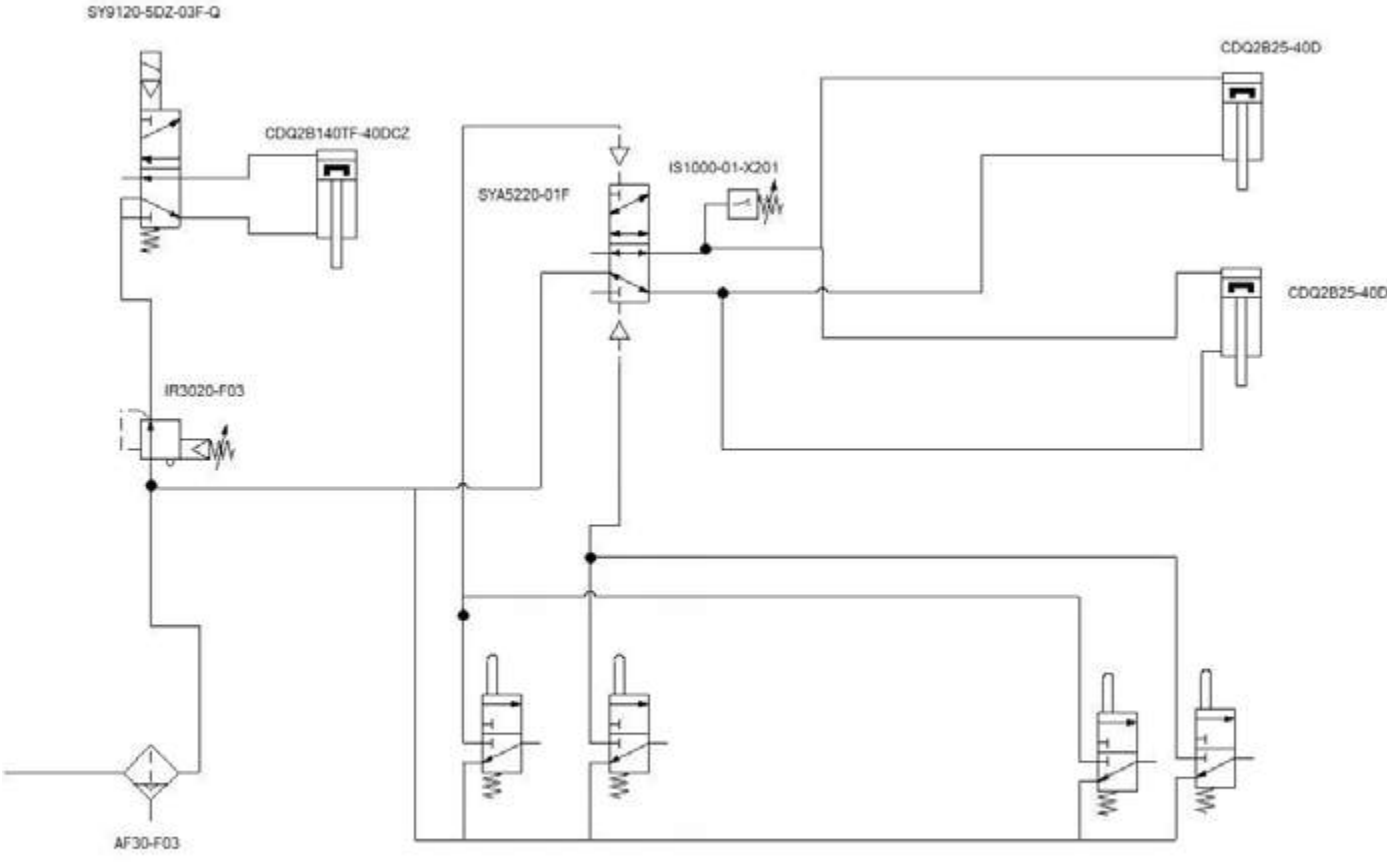 SY9120-5DZ-03F-Q
CDQ2B25-40D
CDQ2B140TF-40DCZ
IS1000-01-X201
SYA5220-01F
CDQ2B25-40D
IR3020-F03
AF30-F03